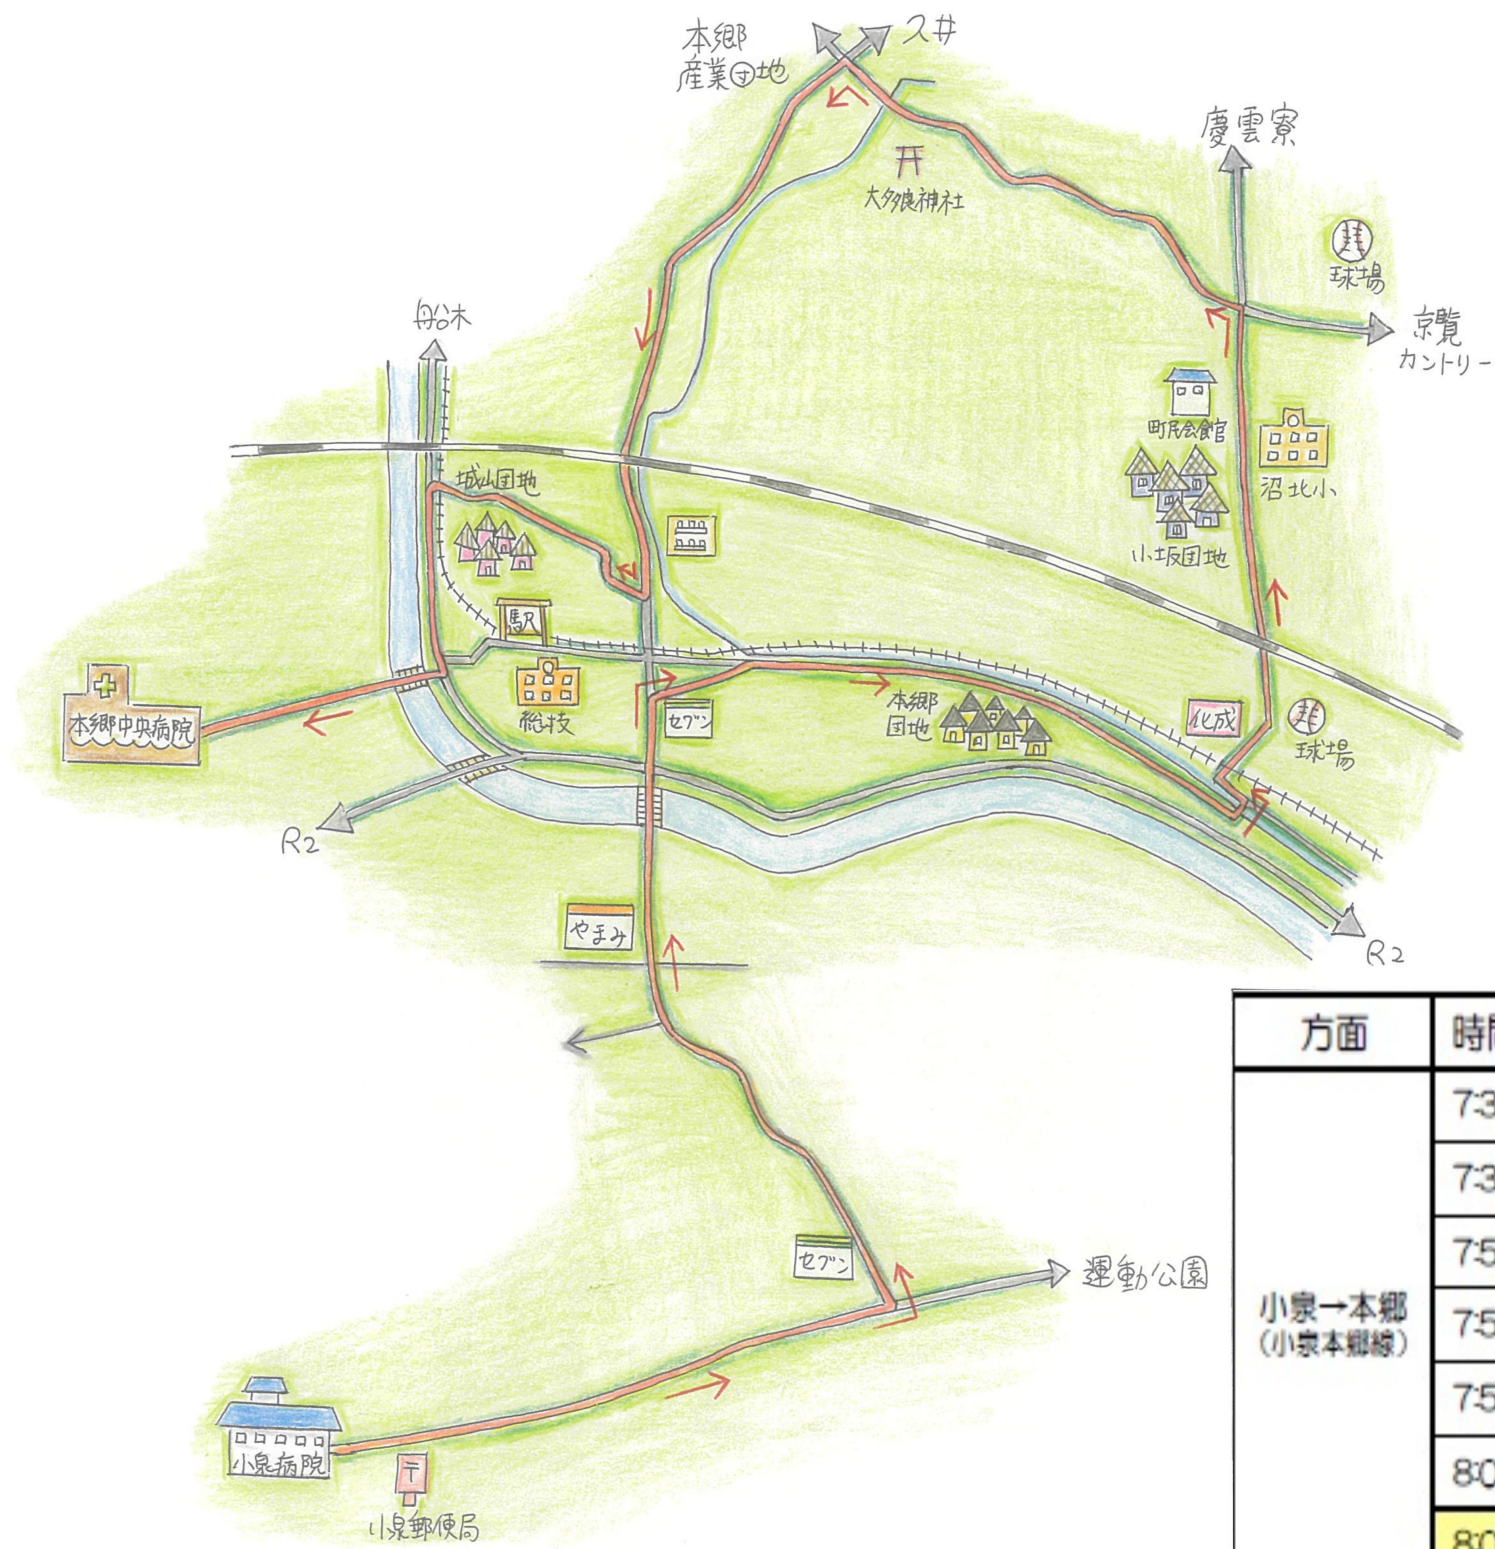 本郷
産業団地
久井
慶雲寮
大多良神社
球場
京覧
カントリー
船木
町民会館
沼北小
小坂団地
城山団地
駅
総技
セブン
本郷
団地
化成
球場
本郷中央病院
R2
やまみ
R2
セブン
運動公園
小泉病院
〒
小泉郵便局
方面
小泉→本郷
(小泉本郷線)